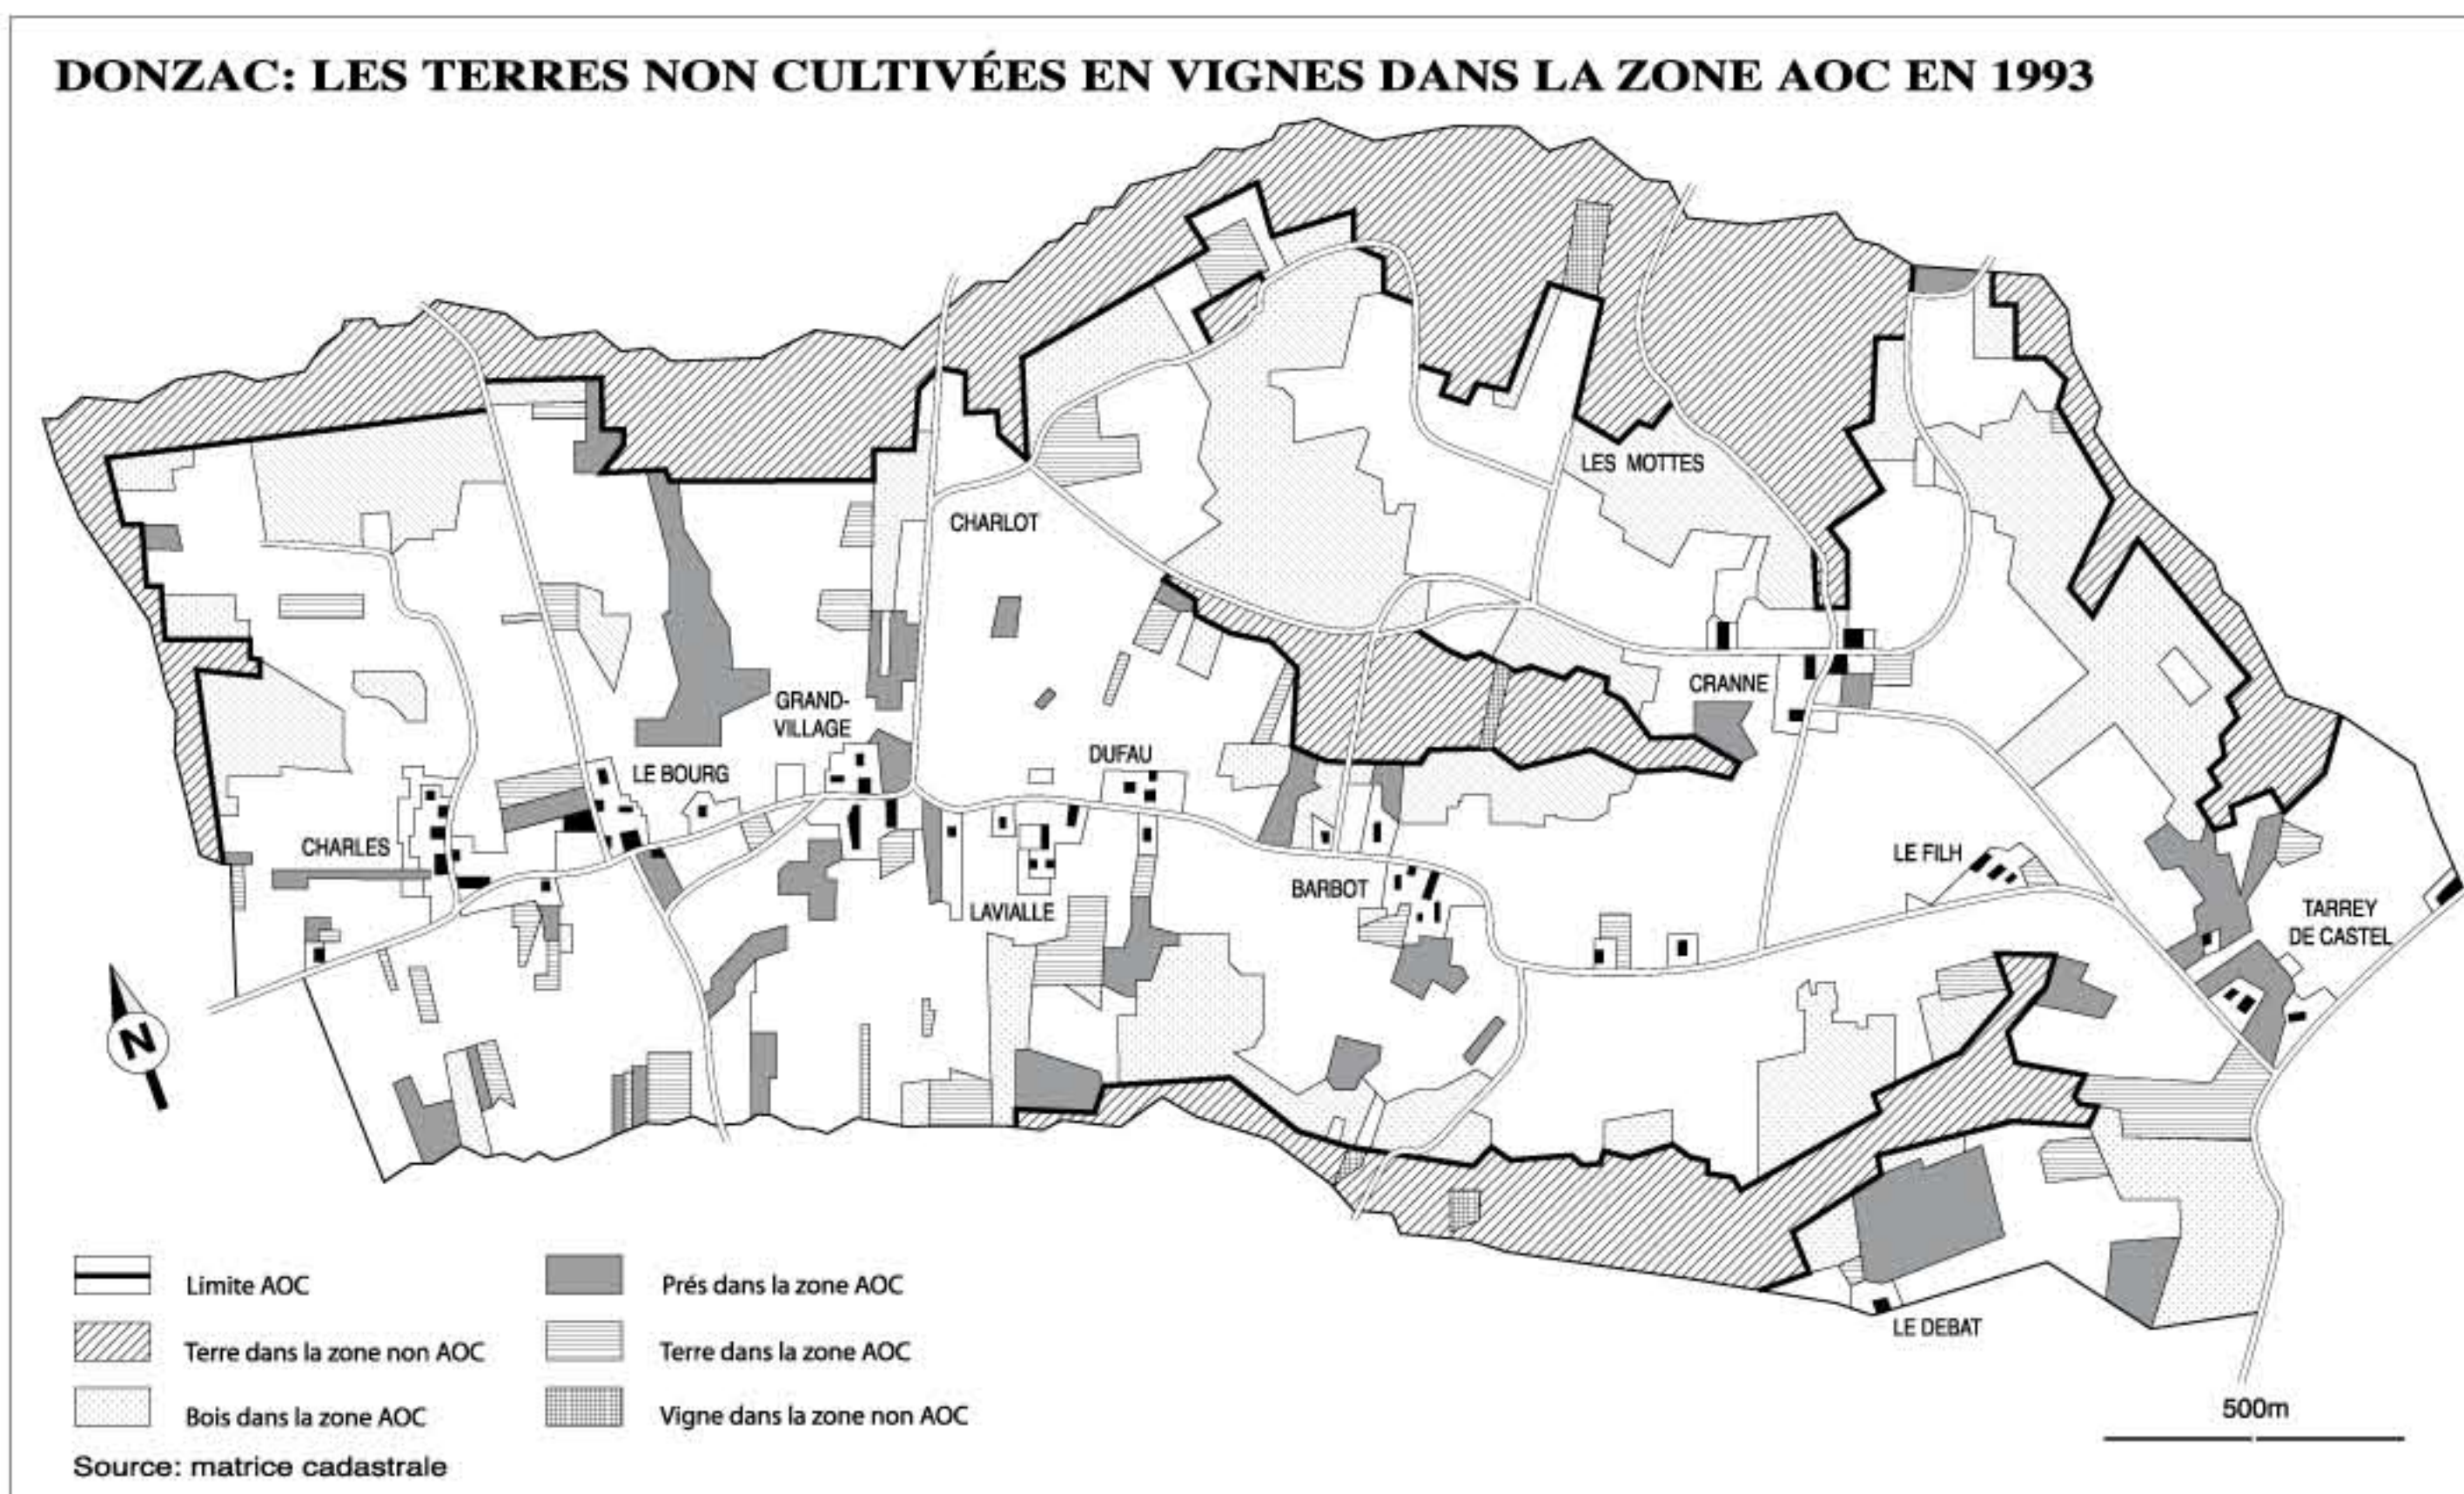 DONZAC: LES TERRES NON CULTIVÉES EN VIGNES DANS LA ZONE AOC EN 1993
LES MOTTES
CHARLOT
CRANNE
GRAND-
VILLAGE
DUFAU
LE BOURG
CHARLES
LE FILH
BARBOT
LAVIALLE
TARREY
DE CASTEL
N
LE DEBAT
Limite AOC
Prés dans la zone AOC
Terre dans la zone non AOC
Terre dans la zone AOC
Bois dans la zone AOC
Vigne dans la zone non AOC
500m
Source: matrice cadastrale